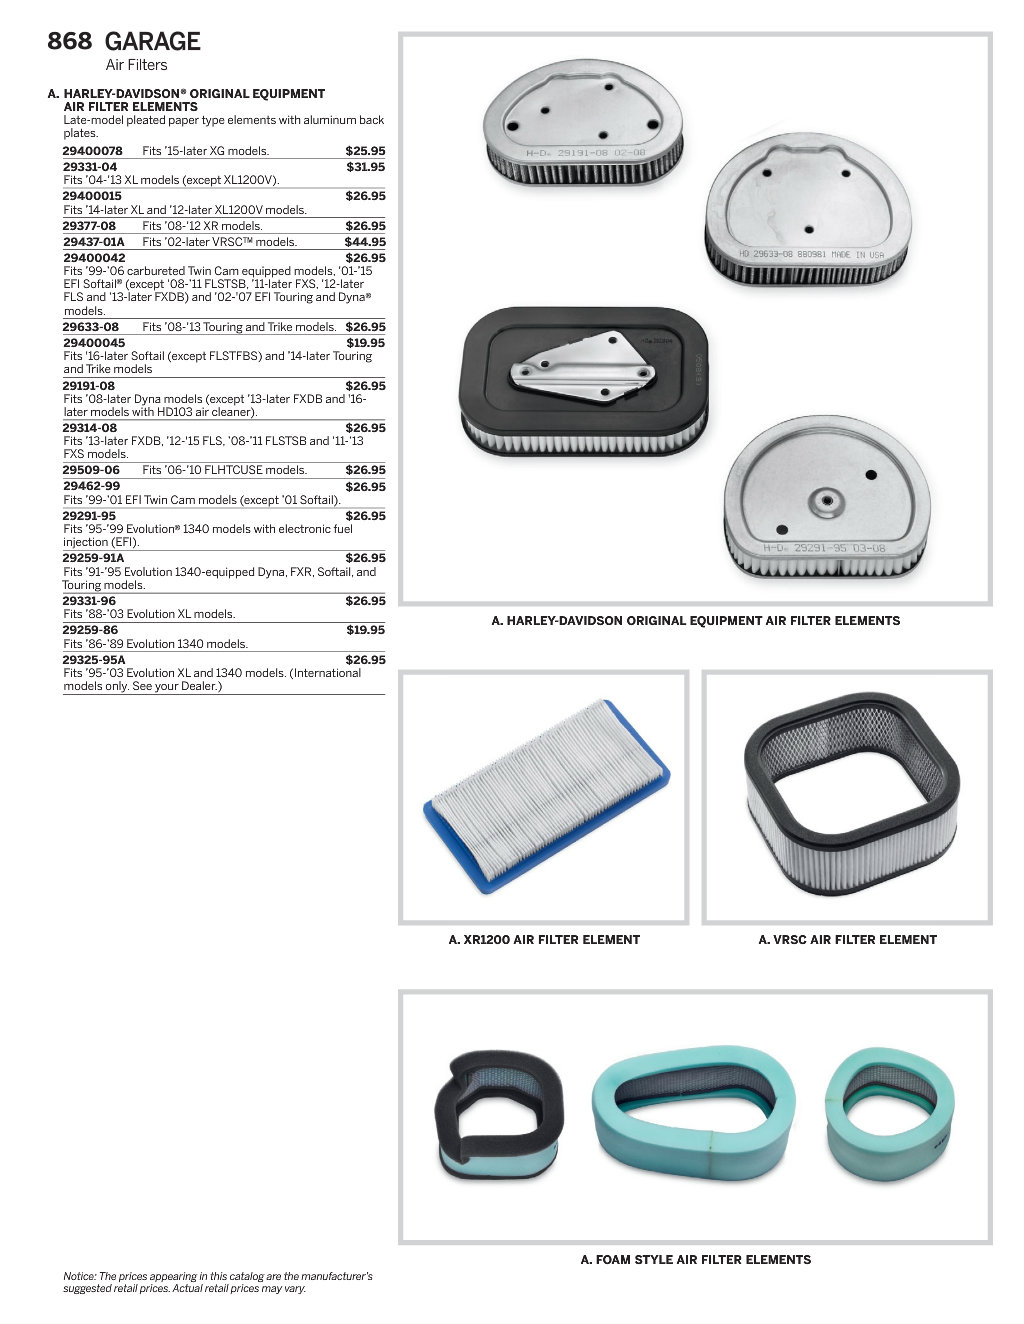 868 GARAGE
Air Filters
A. HARLEY-DAVIDSON® ORIGINAL EQUIPMENT
AIR FILTER ELEMENTS
Late-model pleated paper type elements with aluminum back
plates.
29400078 Fits ’15-later XG models. $25.95
29331-04 $31.95
Fits ’04-’13 XL models (except XL1200V).
29400015 $26.95
Fits ’14-later XL and ’12-later XL1200V models.
29377-08 Fits ’08-’12 XR models. $26.95
29437-01A Fits ’02-later VRSC™ models. $44.95
29400042 $26.95
Fits ’99-’06 carbureted Twin Cam equipped models, ’01-’15
EFI Softail® (except ’08-’11 FLSTSB, ’11-later FXS, ’12-later
FLS and ’13-later FXDB) and ’02-’07 EFI Touring and Dyna®
models.
29633-08 Fits ’08-’13 Touring and Trike models. $26.95
29400045 $19.95
Fits ’16-later Softail (except FLSTFBS) and ’14-later Touring
and Trike models
29191-08 $26.95
Fits ’08-later Dyna models (except ’13-later FXDB and ’16-
later models with HD103 air cleaner).
29314-08 $26.95
Fits ’13-later FXDB, ’12-’15 FLS, ’08-’11 FLSTSB and ’11-’13
FXS models.
29509-06 Fits ’06-’10 FLHTCUSE models. $26.95
29462-99 $26.95
Fits ’99-’01 EFI Twin Cam models (except ’01 Softail).
29291-95 $26.95
Fits ’95-’99 Evolution® 1340 models with electronic fuel
injection (EFI).
29259-91A $26.95
Fits ’91-’95 Evolution 1340-equipped Dyna, FXR, Softail, and
Touring models.
29331-96 $26.95
Fits ’88-’03 Evolution XL models.
29259-86 $19.95
Fits ’86-’89 Evolution 1340 models.
29325-95A $26.95
Fits ’95-’03 Evolution XL and 1340 models. (International
models only. See your Dealer.)
H-D® 29191-08 02-08
HD 29633-08 880981 MADE IN USA
H-D® 29291-95 03-08
A. HARLEY-DAVIDSON ORIGINAL EQUIPMENT AIR FILTER ELEMENTS
A. XR1200 AIR FILTER ELEMENT
A. VRSC AIR FILTER ELEMENT
A. FOAM STYLE AIR FILTER ELEMENTS
Notice: The prices appearing in this catalog are the manufacturer’s
suggested retail prices. Actual retail prices may vary.